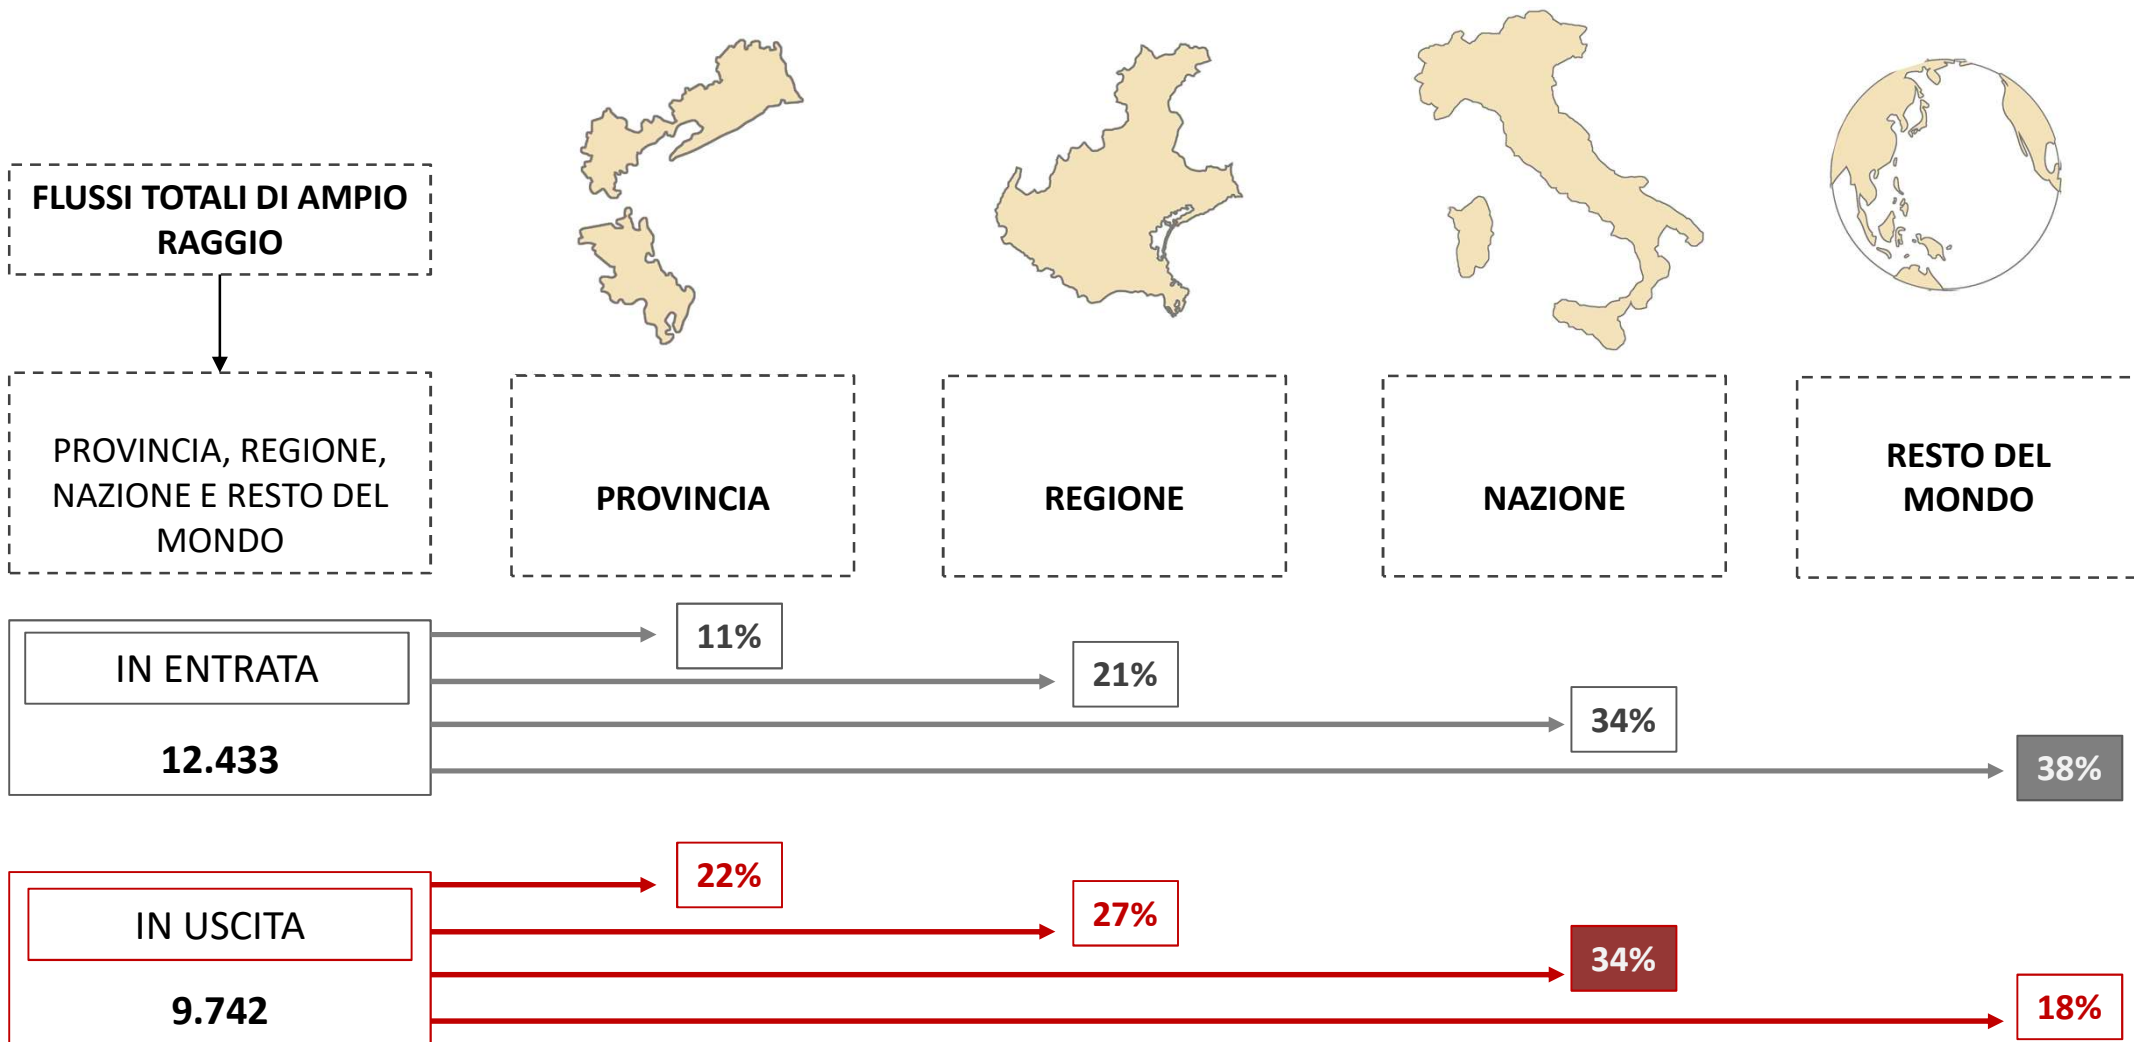 FLUSSI TOTALI DI AMPIO
RAGGIO
PROVINCIA, REGIONE,
NAZIONE E RESTO DEL
MONDO
PROVINCIA
REGIONE
NAZIONE
RESTO DEL
MONDO
IN ENTRATA
12.433
11%
21%
34%
38%
IN USCITA
9.742
22%
27%
34%
18%